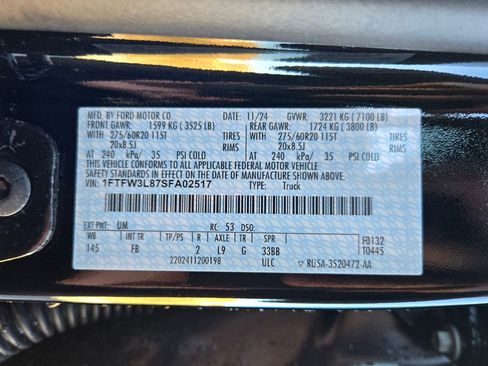 MFD. BY FORD MOTOR CO. DATE: 11/24 GVWR: 3221 KG ( 7100 LB)
FRONT GAWR: 1599 KG ( 3525 LB) REAR GAWR: 1724 KG ( 3800 LB)
WITH 275/60R20 115T TIRES WITH 275/60R20 115T TIRES
20x8.5J RIMS 20x8.5J RIMS
AT 240 kPa/ 35 PSI COLD AT 240 kPa/ 35 PSI COLD
THIS VEHICLE CONFORMS TO ALL APPLICABLE FEDERAL MOTOR VEHICLE
SAFETY STANDARDS IN EFFECT ON THE DATE OF MANUFACTURE SHOWN ABOVE.
VIN: 1FTFW3L87SFA02517 TYPE: Truck
EXT PNT: UM RC: 53 DSO:
WB INT TR TP/PS R AXLE TR SPR F0132
145 FB 2 L9 G 33BB T0445
2202411200198 ULC ▽ RU5A-3520472-AA